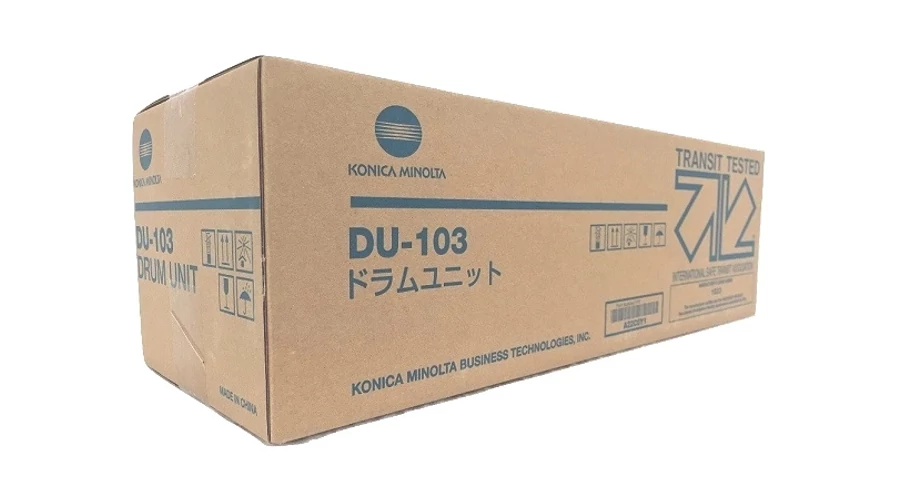 KONICA MINOLTA
DU-103
DRUM UNIT
MADE IN CHINA
KONICA MINOLTA
DU-103
ドラムユニット
KONICA MINOLTA BUSINESS TECHNOLOGIES, INC.
TRANSIT TESTED
INTERNATIONAL SAFE TRANSIT ASSOCIATION